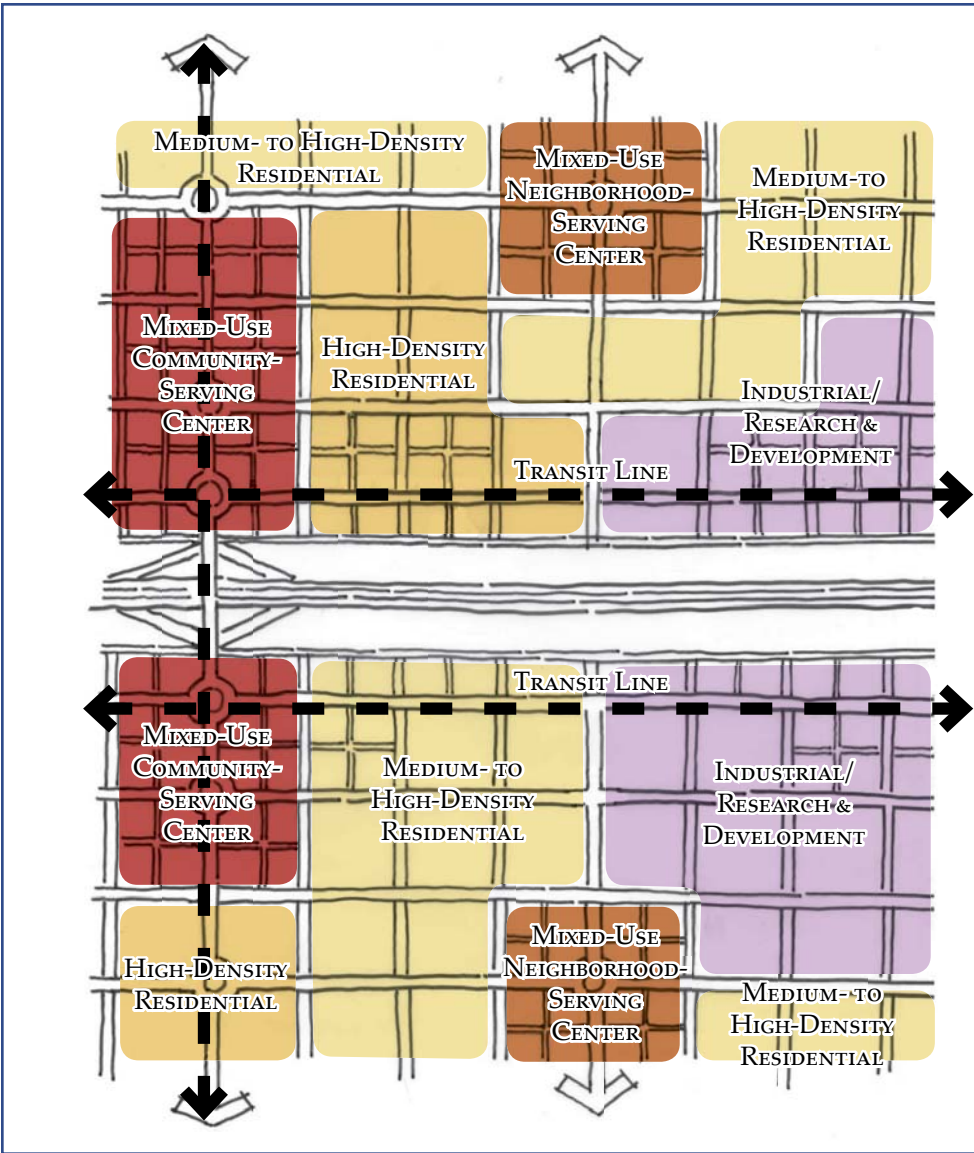 Medium- to High-Density
Residential
Mixed-Use
Neighborhood-
Serving
Center
Medium-to
High-Density
Residential
Mixed-Use
Community-
Serving
Center
High-Density
Residential
Industrial/
Research &
Development
Transit Line
Transit Line
Mixed-Use
Community-
Serving
Center
Medium- to
High-Density
Residential
Industrial/
Research &
Development
High-Density
Residential
Mixed-Use
Neighborhood-
Serving
Center
Medium- to
High-Density
Residential